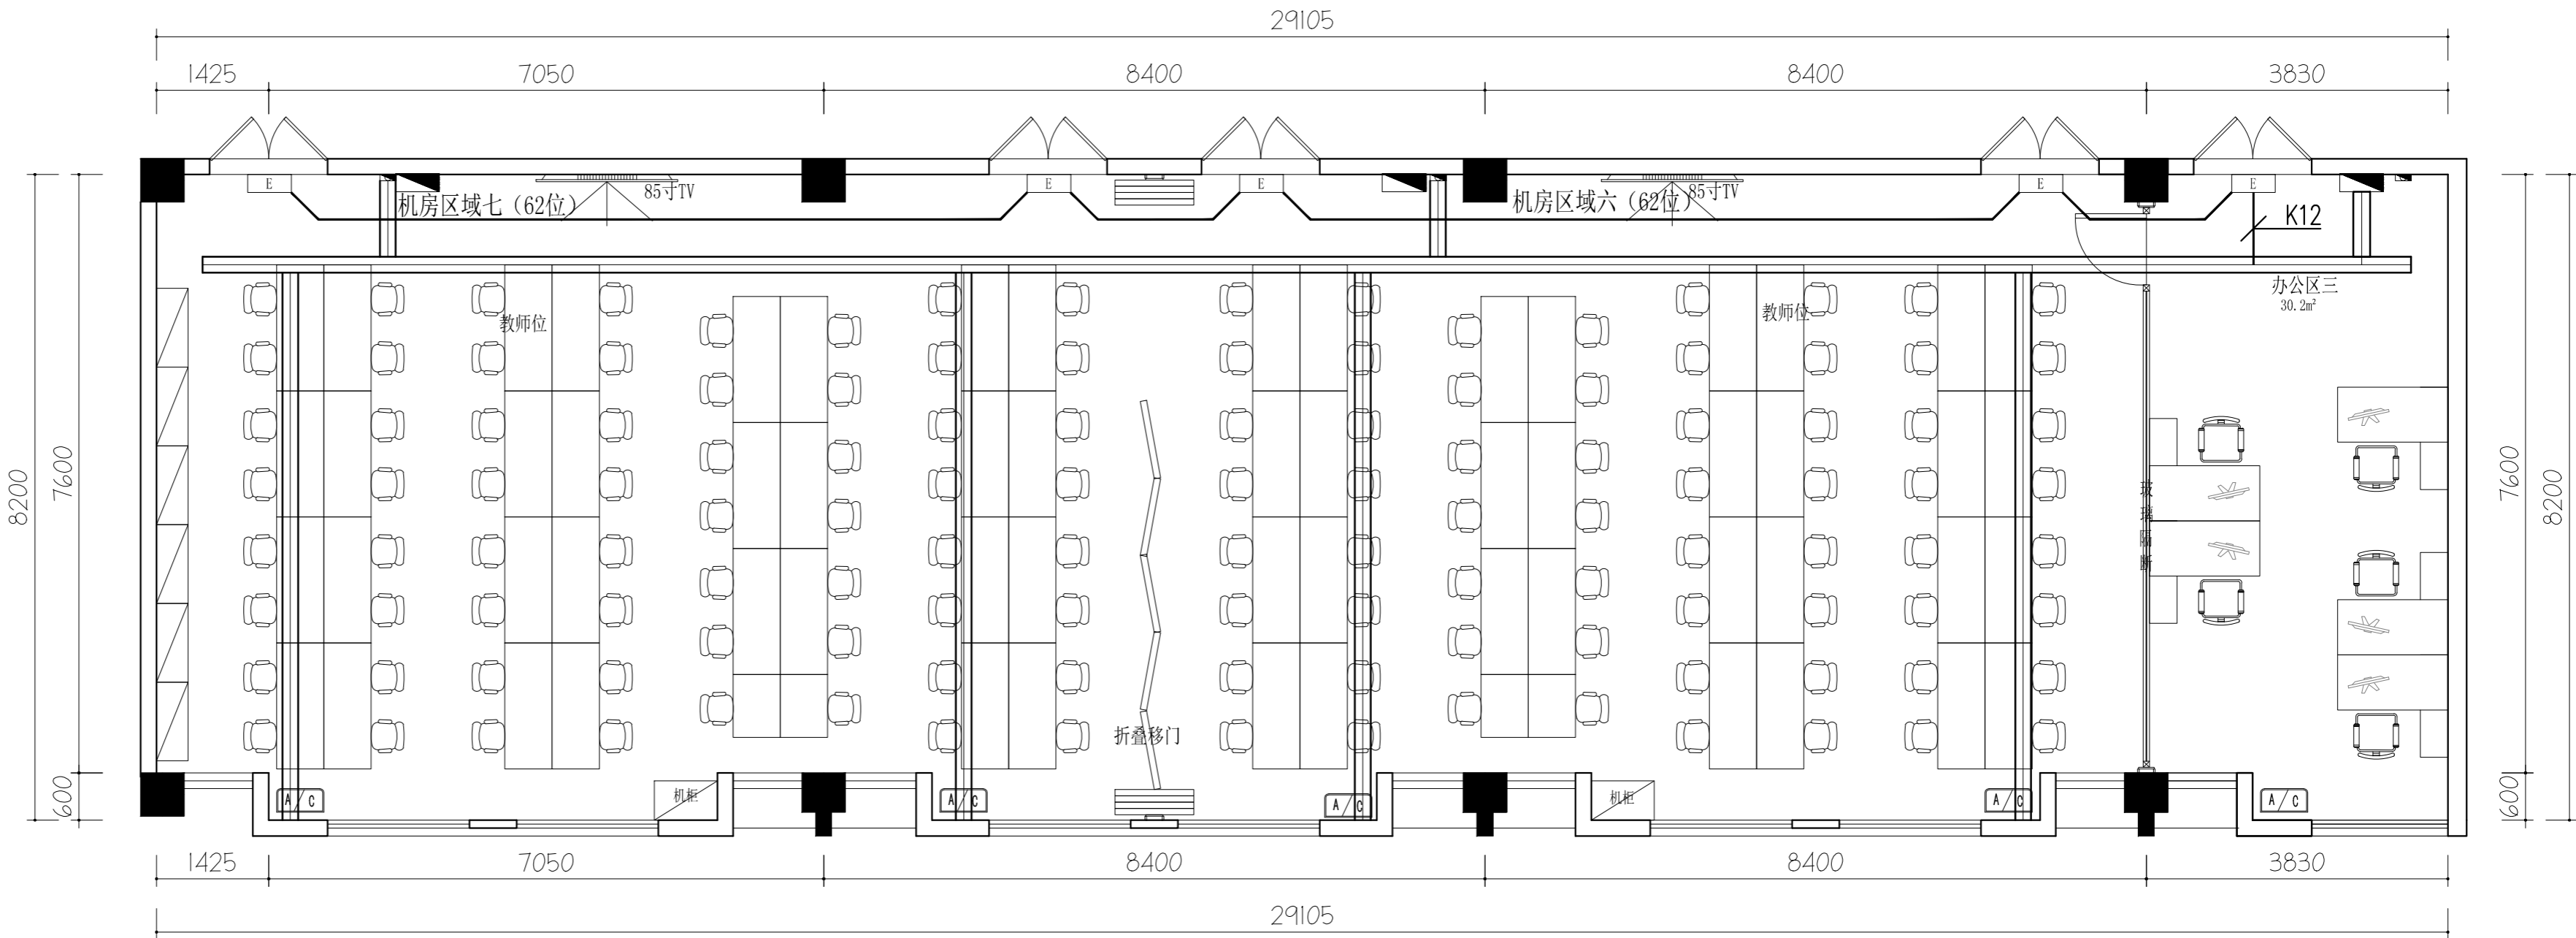 29105
1425 7050 8400 8400 3830
E E E E E
85寸TV 85寸TV
机房区域七（62位） 机房区域六（62位）
K12
办公区三
30.2m²
教师位 教师位
8200 7600 7600 8200
玻璃隔断
折叠移门
机柜 机柜
600 A/C A/C A/C A/C A/C 600
1425 7050 8400 8400 3830
29105